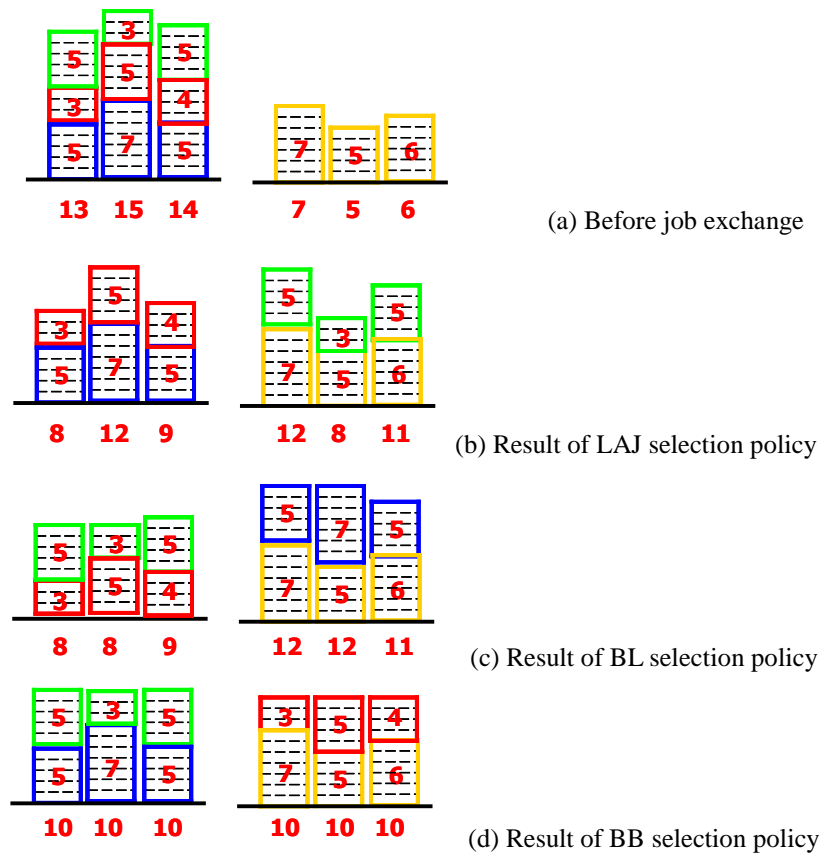 3
5 5
5
3 4
5 7 5
7 5 6
13 15 14 7 5 6
(a) Before job exchange
5 5
3 4 3 5
5 7 5 7 5 6
8 12 9 12 8 11
(b) Result of LAJ selection policy
5 3 5 5 7 5
3 5 4 7 5 6
8 8 9 12 12 11
(c) Result of BL selection policy
5 3 5 3 5 4
5 7 5 7 5 6
10 10 10 10 10 10
(d) Result of BB selection policy